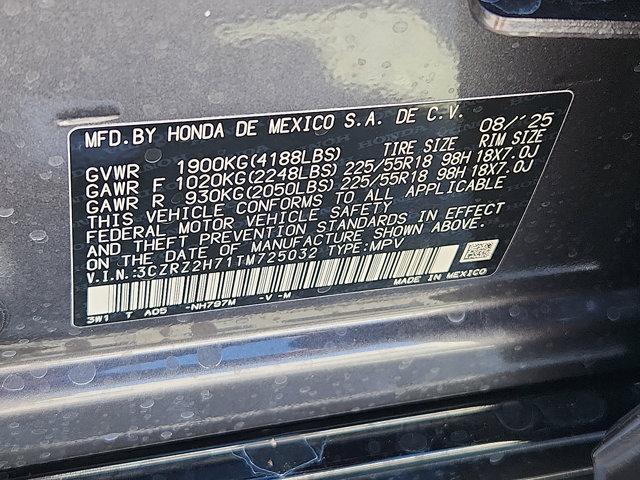 MFD.BY HONDA DE MEXICO S.A. DE C.V. 08/'25
TIRE SIZE RIM SIZE
GVWR 1900KG(4188LBS)
GAWR F 1020KG(2248LBS) 225/55R18 98H 18X7.0J
GAWR R 930KG(2050LBS) 225/55R18 98H 18X7.0J
THIS VEHICLE CONFORMS TO ALL APPLICABLE
FEDERAL MOTOR VEHICLE SAFETY
AND THEFT PREVENTION STANDARDS IN EFFECT
ON THE DATE OF MANUFACTURE SHOWN ABOVE.
V.I.N.:3CZRZ2H71TM725032 TYPE:MPV
MADE IN MEXICO
3W1 T A05 -NH797M -V -M